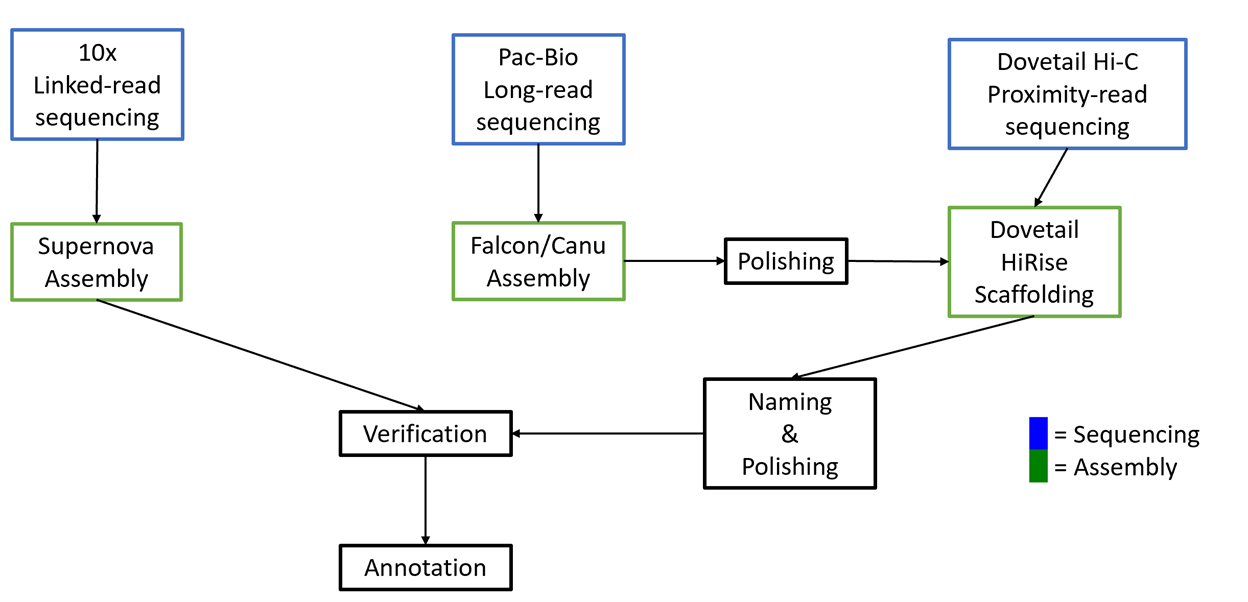 10x
Linked-read
sequencing
Pac-Bio
Long-read
sequencing
Dovetail Hi-C
Proximity-read
sequencing
Supernova
Assembly
Falcon/Canu
Assembly
Polishing
Dovetail
HiRise
Scaffolding
Verification
Naming
&
Polishing
= Sequencing
= Assembly
Annotation